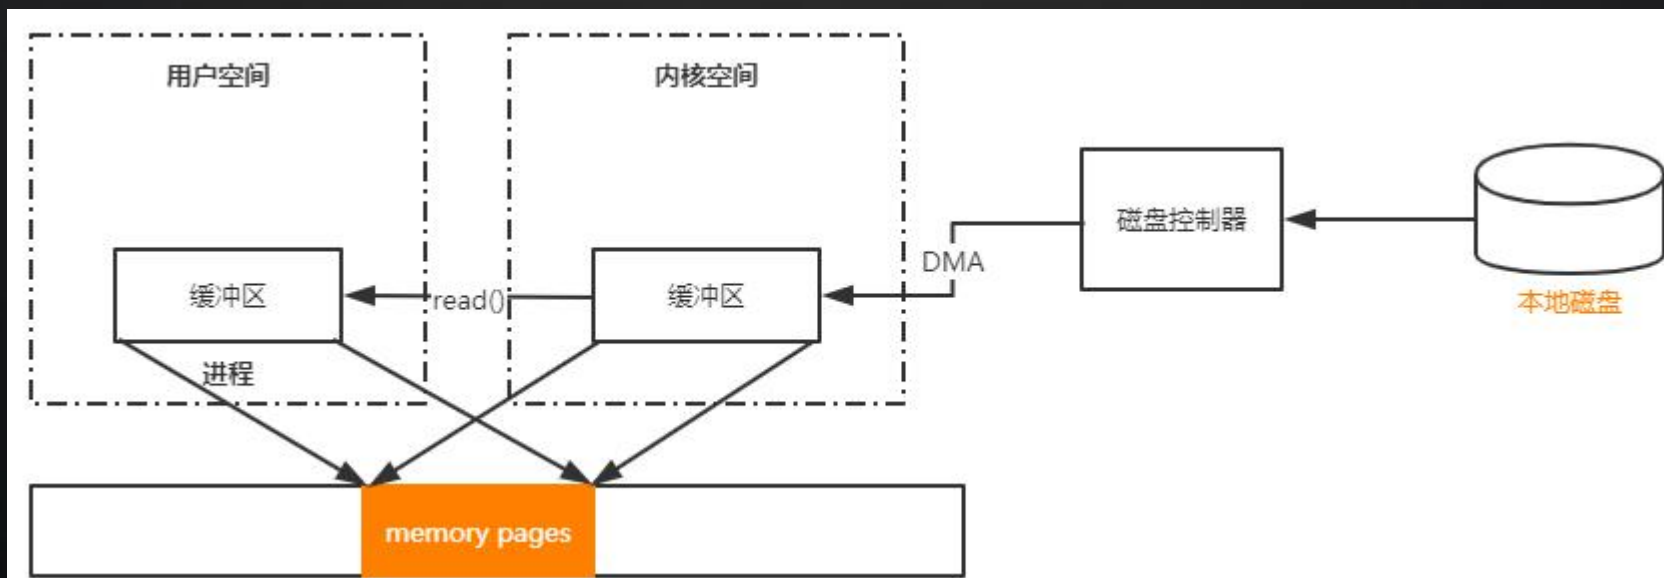 用户空间
内核空间
磁盘控制器
DMA
缓冲区
read()
缓冲区
本地磁盘
进程
memory pages